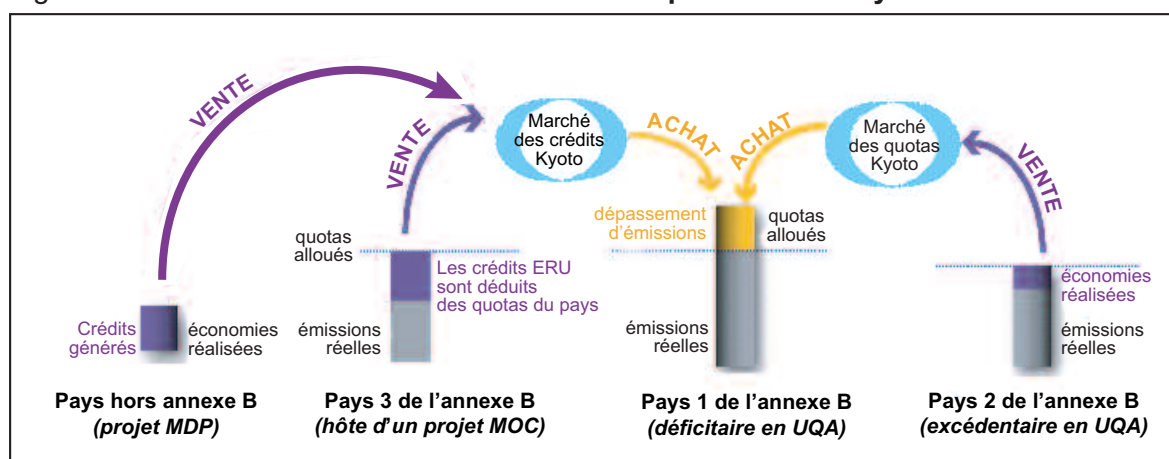 VENTE
VENTE
Marché
des crédits
Kyoto
ACHAT
ACHAT
Marché
des quotas
Kyoto
VENTE
quotas
alloués
Les crédits ERU
sont déduits
des quotas du pays
dépassement
d'émissions
quotas
alloués
économies
réalisées
Crédits
générés
économies
réalisées
émissions
réelles
émissions
réelles
émissions
réelles
Pays hors annexe B
(projet MDP)
Pays 3 de l'annexe B
(hôte d'un projet MOC)
Pays 1 de l'annexe B
(déficitaire en UQA)
Pays 2 de l'annexe B
(excédentaire en UQA)